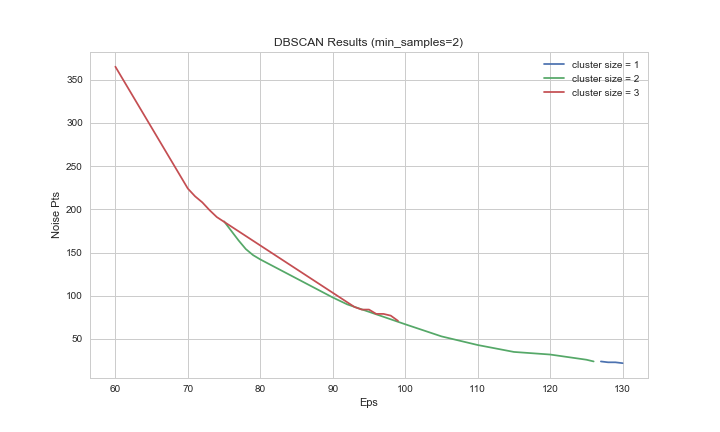 DBSCAN Results (min_samples=2)
cluster size = 1
cluster size = 2
cluster size = 3
350
300
250
200
150
100
50
Noise Pts
60 70 80 90 100 110 120 130
Eps